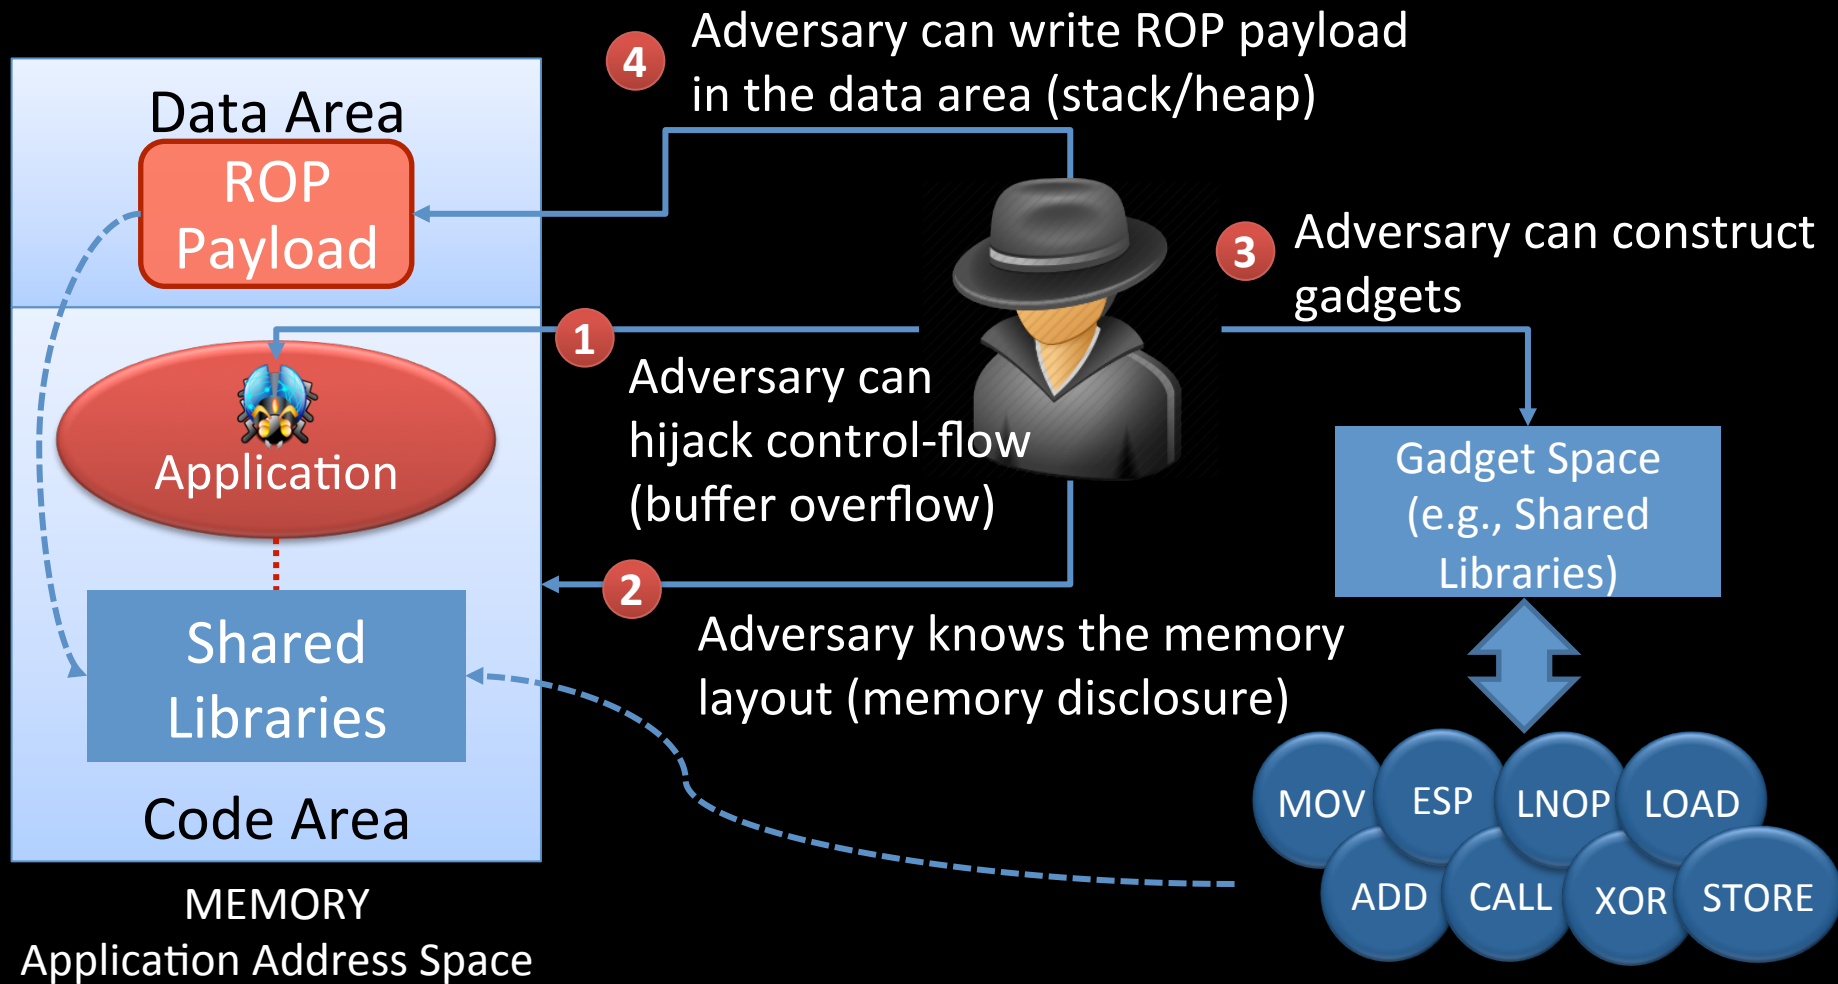 4
Adversary can write ROP payload
in the data area (stack/heap)
Data Area
ROP
Payload
3
Adversary can construct
gadgets
1
Adversary can
hijack control-flow
(buffer overflow)
Application
Gadget Space
(e.g., Shared
Libraries)
2
Adversary knows the memory
layout (memory disclosure)
Shared
Libraries
Code Area
MOV ESP LNOP LOAD
ADD CALL XOR STORE
MEMORY
Application Address Space